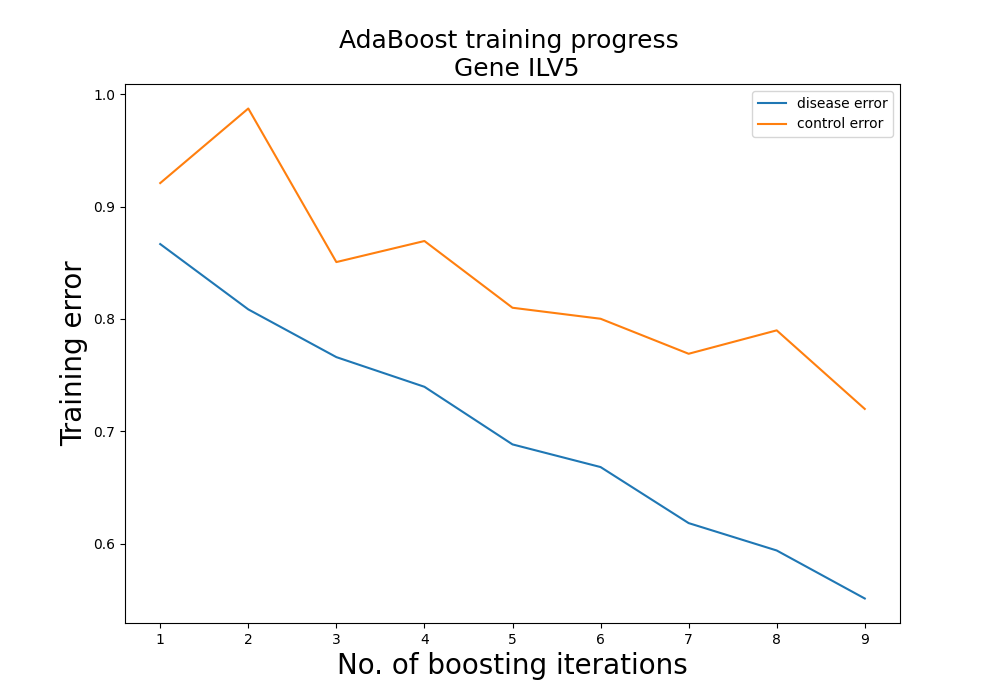 AdaBoost training progress
Gene ILV5
disease error
control error
1.0
0.9
0.8
0.7
0.6
Training error
1 2 3 4 5 6 7 8 9
No. of boosting iterations